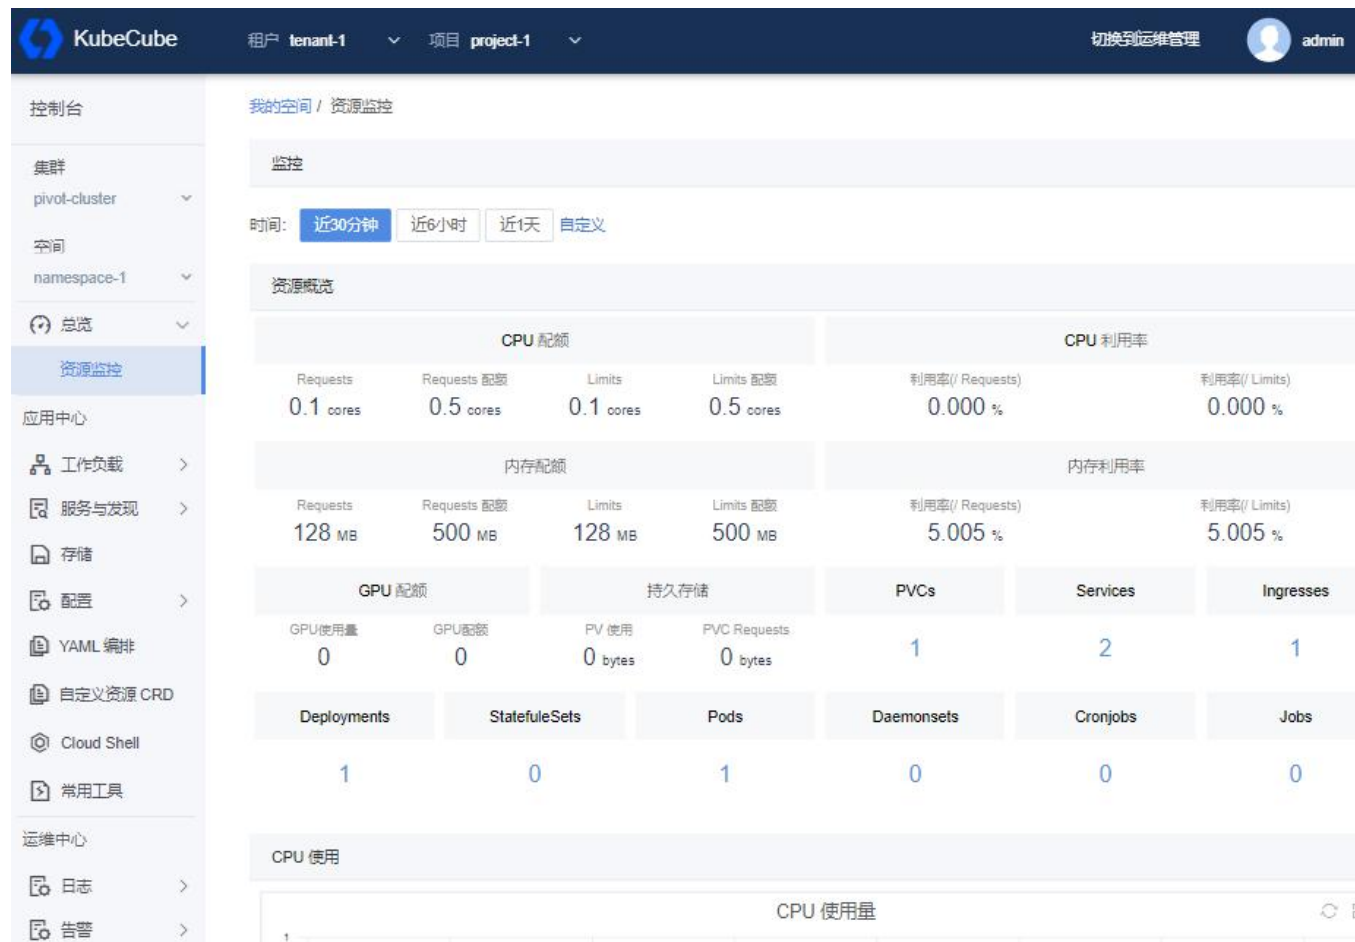 KubeCube 租户 tenant-1 项目 project-1 切换到运维管理 admin
控制台
我的空间 / 资源监控
集群
pivot-cluster
空间
namespace-1
总览
资源监控
应用中心
工作负载
服务与发现
存储
配置
YAML 编排
自定义资源 CRD
Cloud Shell
常用工具
运维中心
日志
告警
监控
时间: 近30分钟 近6小时 近1天 自定义
资源概览
CPU 配额 CPU 利用率
Requests Requests 配额 Limits Limits 配额 利用率(/ Requests) 利用率(/ Limits)
0.1 cores 0.5 cores 0.1 cores 0.5 cores 0.000 % 0.000 %
内存配额 内存利用率
Requests Requests 配额 Limits Limits 配额 利用率(/ Requests) 利用率(/ Limits)
128 MB 500 MB 128 MB 500 MB 5.005 % 5.005 %
GPU 配额 持久存储 PVCs Services Ingresses
GPU使用量 GPU配额 PV 使用 PVC Requests
0 0 0 bytes 0 bytes 1 2 1
Deployments StatefuleSets Pods Daemonsets Cronjobs Jobs
1 0 1 0 0 0
CPU 使用
CPU 使用量
1